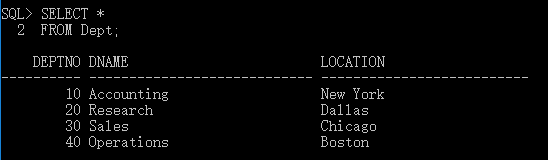 SQL> SELECT *
  2  FROM Dept;
    DEPTNO DNAME                        LOCATION
---------- ---------------------------- --------------------------
        10 Accounting                   New York
        20 Research                     Dallas
        30 Sales                        Chicago
        40 Operations                   Boston